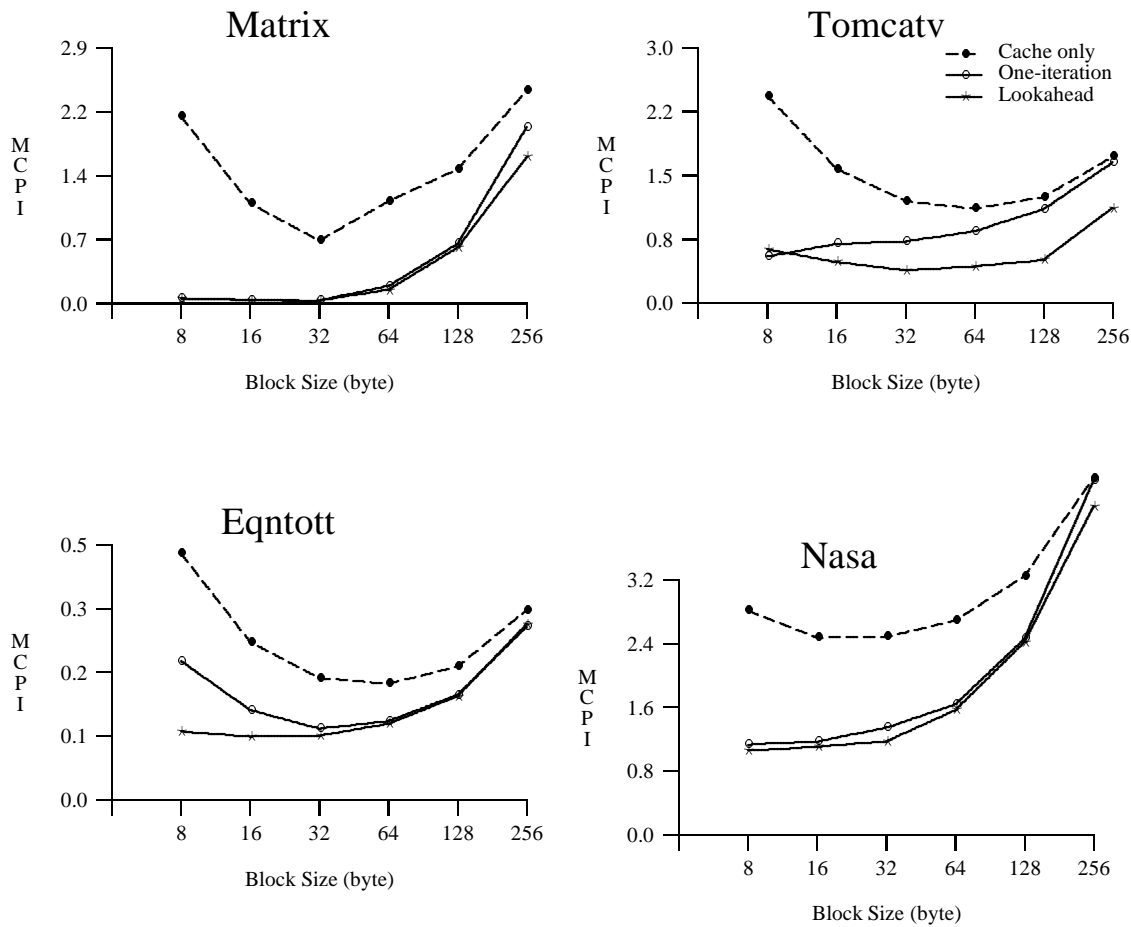 Matrix
2.9
2.2
1.4
0.7
0.0
MCPI
8 16 32 64 128 256
Block Size (byte)
Tomcatv
Cache only
One-iteration
Lookahead
3.0
2.2
1.5
0.8
0.0
MCPI
8 16 32 64 128 256
Block Size (byte)
Eqntott
0.5
0.3
0.2
0.1
0.0
MCPI
8 16 32 64 128 256
Block Size (byte)
Nasa
3.2
2.4
1.6
0.8
0.0
MCPI
8 16 32 64 128 256
Block Size (byte)